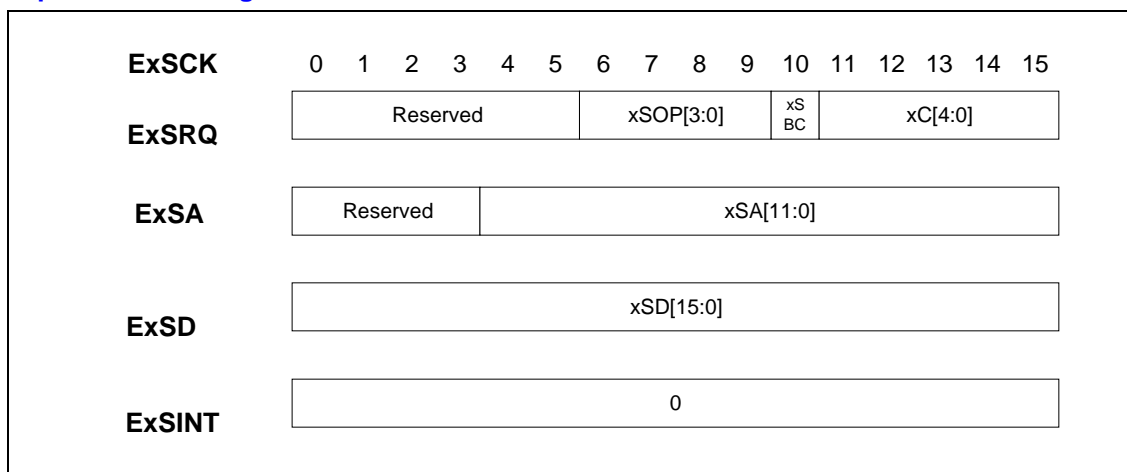 ExSCK 0 1 2 3 4 5 6 7 8 9 10 11 12 13 14 15
ExSRQ Reserved xSOP[3:0] xS BC xC[4:0]
ExSA Reserved xSA[11:0]
ExSD xSD[15:0]
ExSINT 0